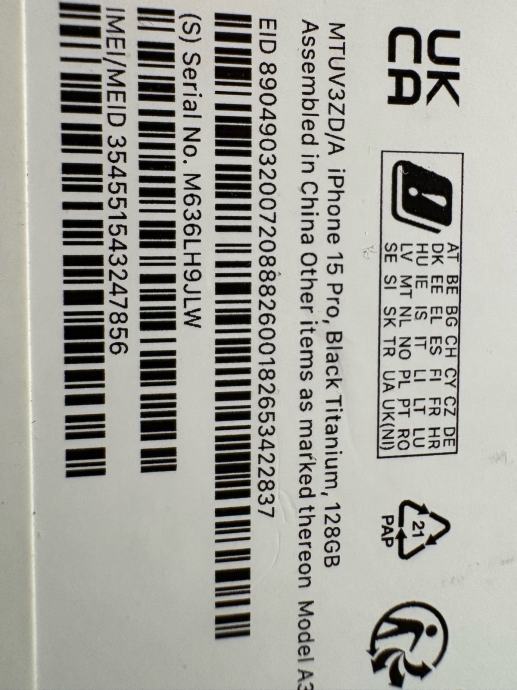 UK
CA
AT BE BG CH CY CZ DE
DK EE EL ES FI FR HR
HU IE IS IT LI LT LU
LV MT NL NO PL PT RO
SE SI SK TR UA UK(NI)
21
PAP
MTUV3ZD/A iPhone 15 Pro, Black Titanium, 128GB
Assembled in China Other items as marked thereon Model A3
EID 89049032007208882600182653422837
(S) Serial No. M636LH9JLW
IMEI/MEID 354551543247856